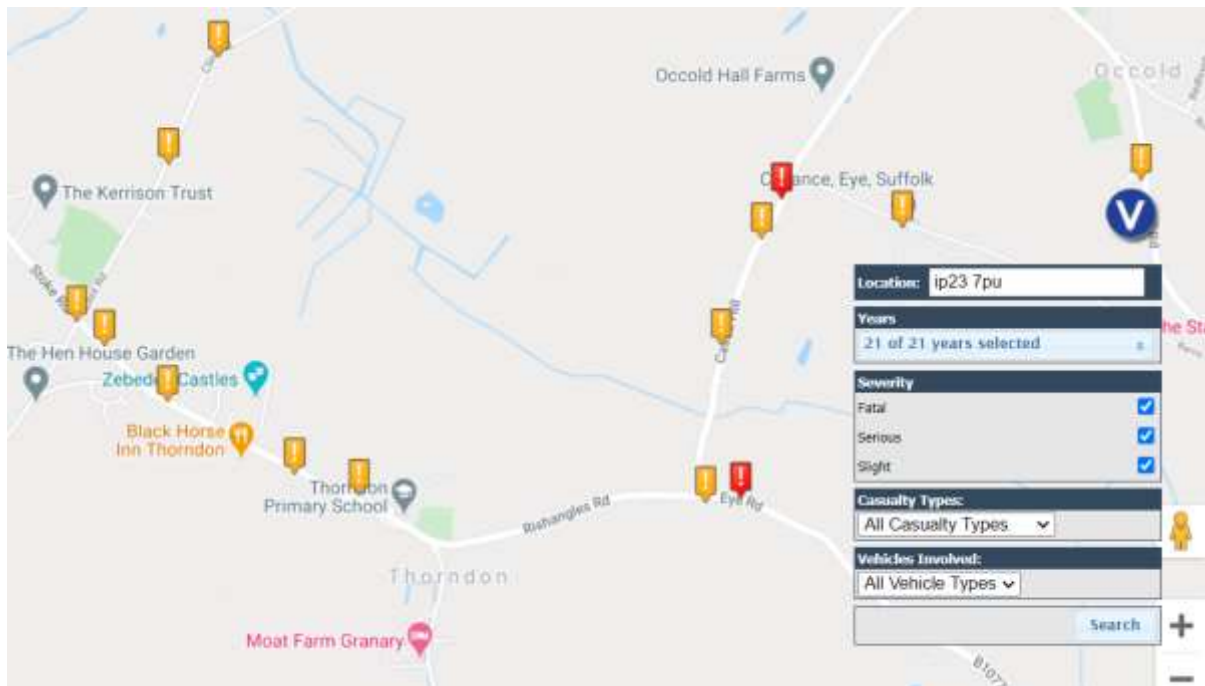 Occold Hall Farms
Occold
The Kerrison Trust
Eye, Suffolk
V
Location: ip23 7pu
Years
21 of 21 years selected
The Hen House Garden
Castles
Severity
Fatal
Serious
Slight
Black Horse
Inn Thorndon
Thorndon
Primary School
Rishangles Rd
Eye Rd
Casualty Types:
All Casualty Types
Thorndon
Vehicles Involved:
All Vehicle Types
Search
Moat Farm Granary
B1077